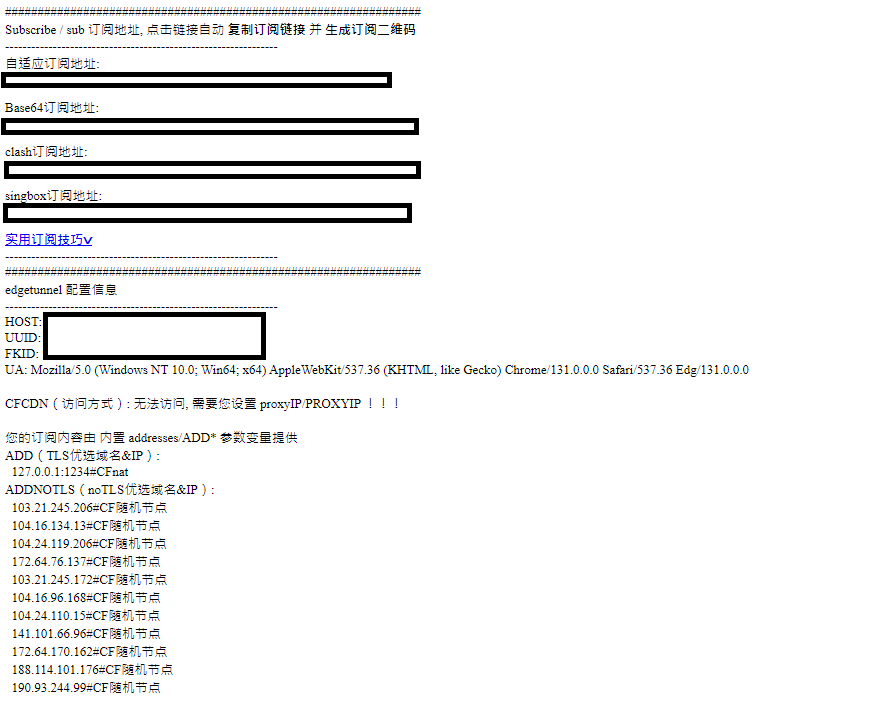 ################################################################
Subscribe / sub 订阅地址, 点击链接自动 复制订阅链接 并 生成订阅二维码
---------------------------------------------------------------
自适应订阅地址:
Base64订阅地址:
clash订阅地址:
singbox订阅地址:
实用订阅技巧∨
---------------------------------------------------------------
################################################################
edgetunnel 配置信息
---------------------------------------------------------------
HOST:
UUID:
FKID:
UA: Mozilla/5.0 (Windows NT 10.0; Win64; x64) AppleWebKit/537.36 (KHTML, like Gecko) Chrome/131.0.0.0 Safari/537.36 Edg/131.0.0.0
CFCDN（访问方式）: 无法访问, 需要您设置 proxyIP/PROXYIP ！！！
您的订阅内容由 内置 addresses/ADD* 参数变量提供
ADD（TLS优选域名&IP）:
127.0.0.1:1234#CFnat
ADDNOTLS（noTLS优选域名&IP）:
103.21.245.206#CF随机节点
104.16.134.13#CF随机节点
104.24.119.206#CF随机节点
172.64.76.137#CF随机节点
103.21.245.172#CF随机节点
104.16.96.168#CF随机节点
104.24.110.15#CF随机节点
141.101.66.96#CF随机节点
172.64.170.162#CF随机节点
188.114.101.176#CF随机节点
190.93.244.99#CF随机节点